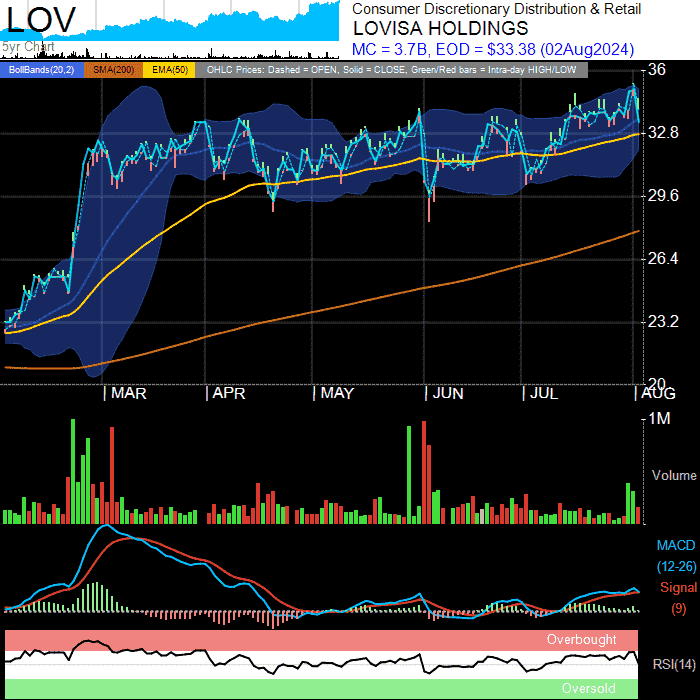 LOV
5yr Chart
Consumer Discretionary Distribution & Retail
LOVISA HOLDINGS
MC = 3.7B, EOD = $33.38 (02Aug2024)
BollBands(20,2) SMA(200) EMA(50) OHLC Prices: Dashed = OPEN, Solid = CLOSE, Green/Red bars = Intra-day HIGH/LOW
36
32.8
29.6
26.4
23.2
20
MAR APR MAY JUN JUL AUG
1M
Volume
MACD
(12-26)
Signal
(9)
Overbought
RSI(14)
Oversold